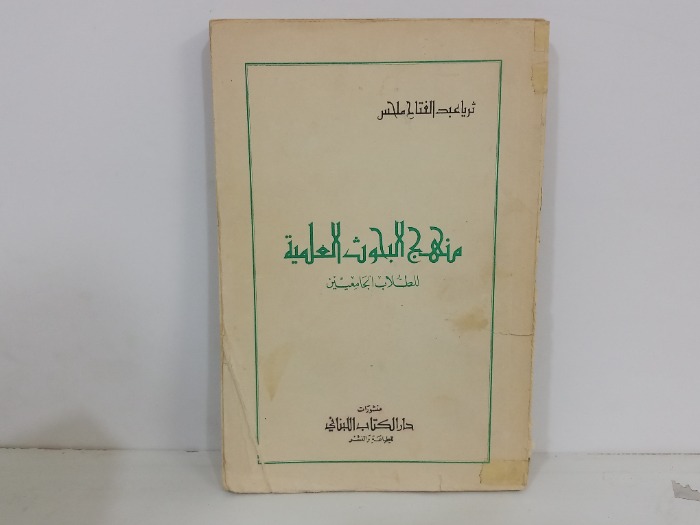 ثريا عبد الفتاح ملحس
منهج البحوث العلمية
للطلاب الجامعيين
منشورات
دار الكتاب اللبناني
للطباعة والنشر